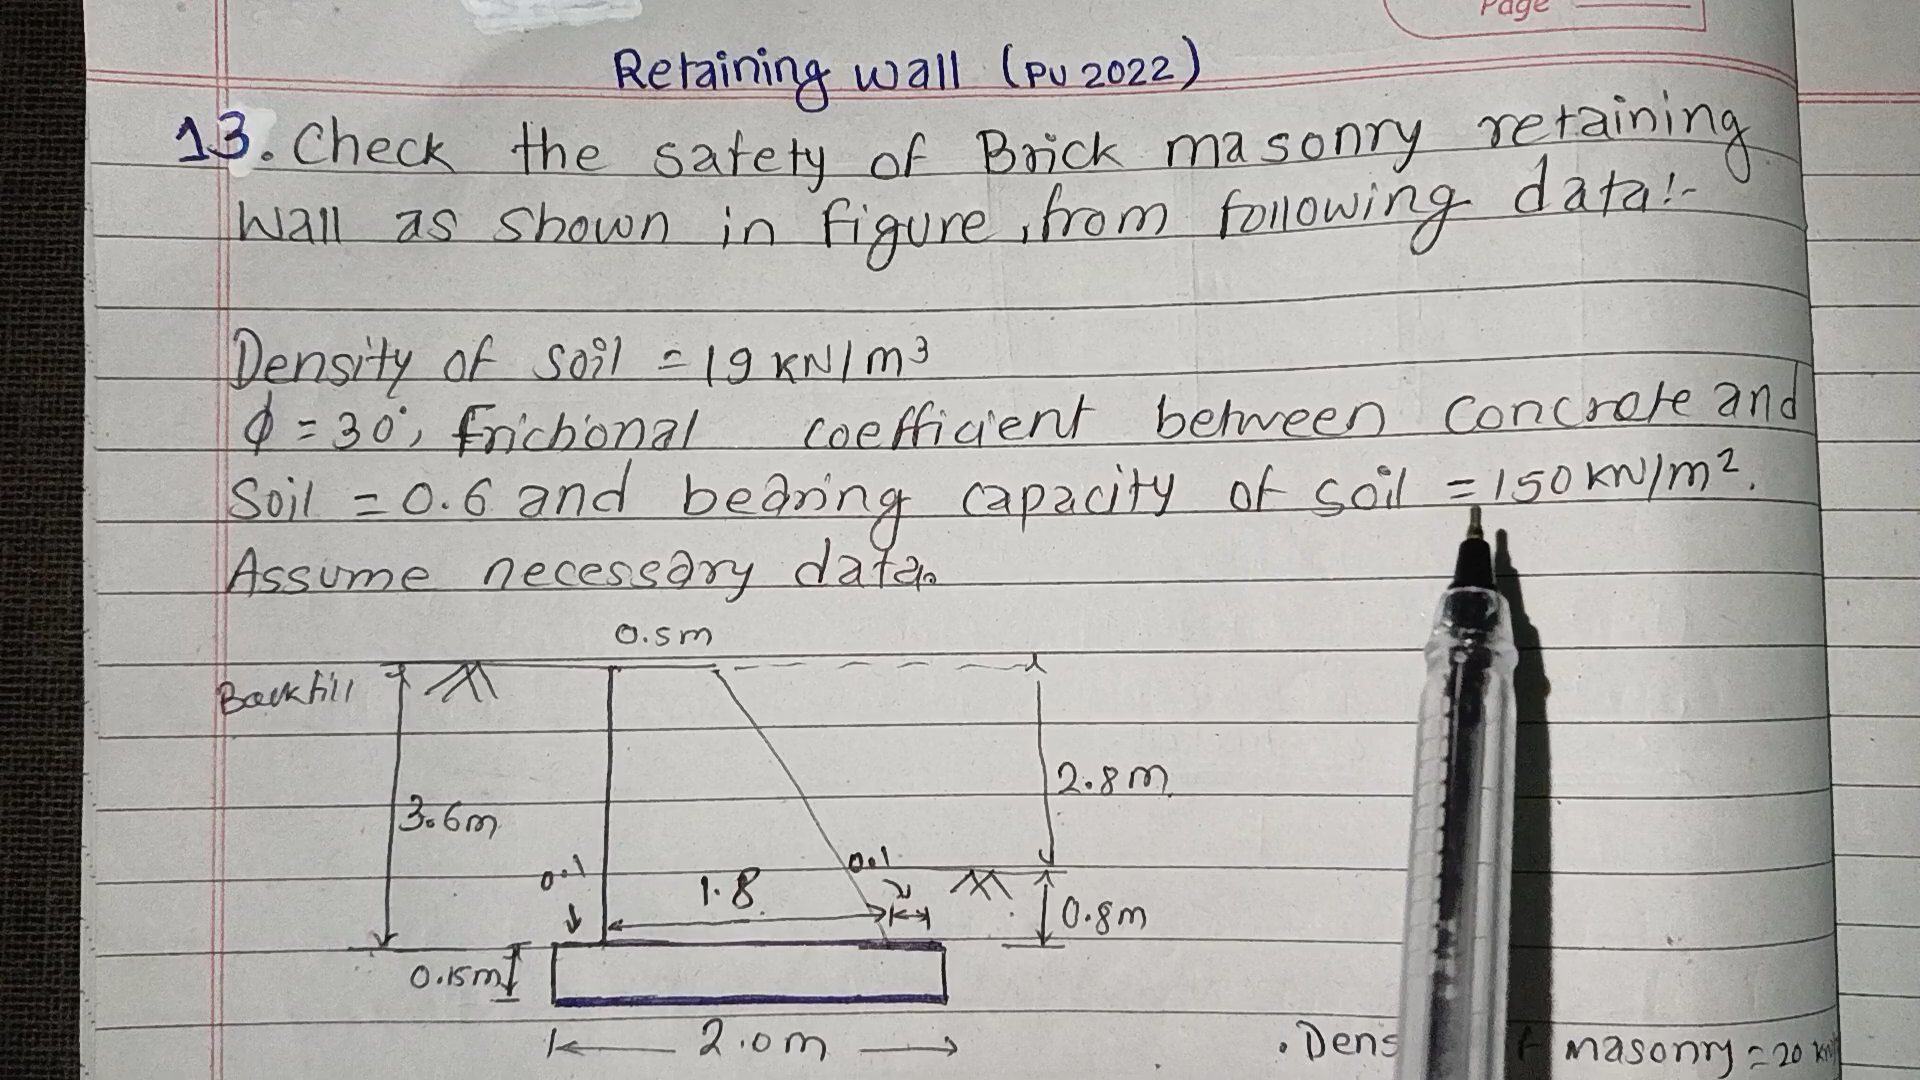 Page
Retaining wall (PU 2022)
13. Check the safety of Brick masonry retaining
Wall as shown in figure, from following data:-
Density of soil = 19 KN/m³
ϕ = 30°, frictional coefficient between concrete and
Soil = 0.6 and bearing capacity of soil = 150 KN/m².
Assume necessary data.
0.5m
Backfill
2.8m
3.6m
0.1
0.1
1.8
0.8m
0.15m
2.0m
. Dens masonry = 20 KN